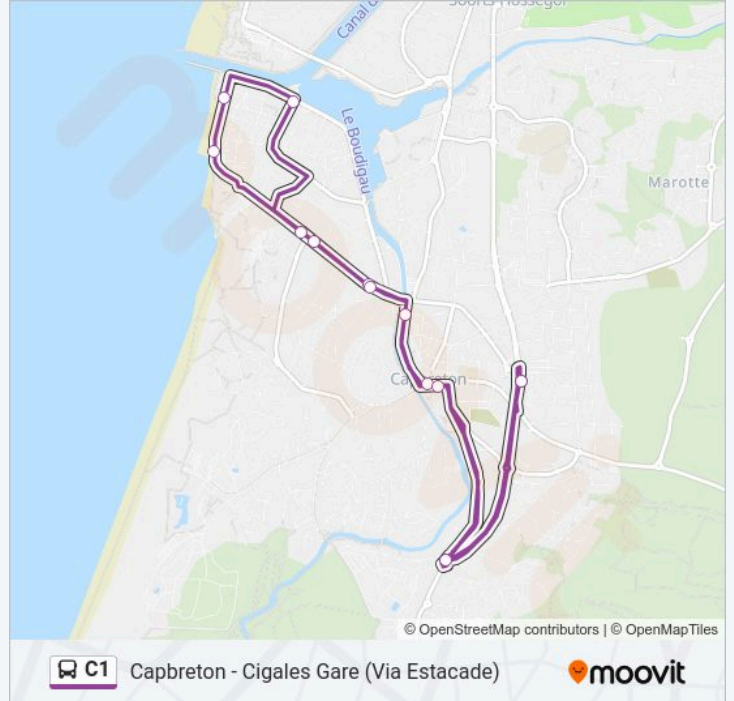 Canal d
Soorts-Hossegor
Le Boudigau
Marotte
Capbreton
© OpenStreetMap contributors | © OpenMapTiles
C1 Capbreton - Cigales Gare (Via Estacade)
moovit